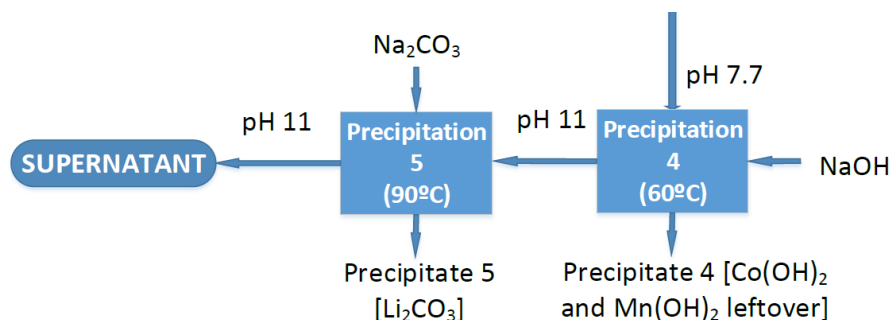 Na₂CO₃
pH 7.7
pH 11
Precipitation
5
(90ºC)
pH 11
Precipitation
4
(60ºC)
SUPERNATANT
NaOH
Precipitate 5
[Li₂CO₃]
Precipitate 4 [Co(OH)₂
and Mn(OH)₂ leftover]